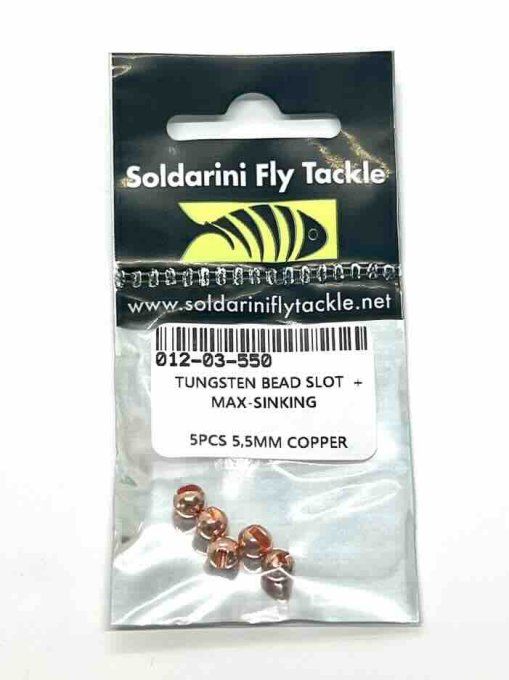 Soldarini Fly Tackle
www.soldariniflytackle.net
012-03-550
TUNGSTEN BEAD SLOT +
MAX-SINKING
5PCS 5,5MM COPPER